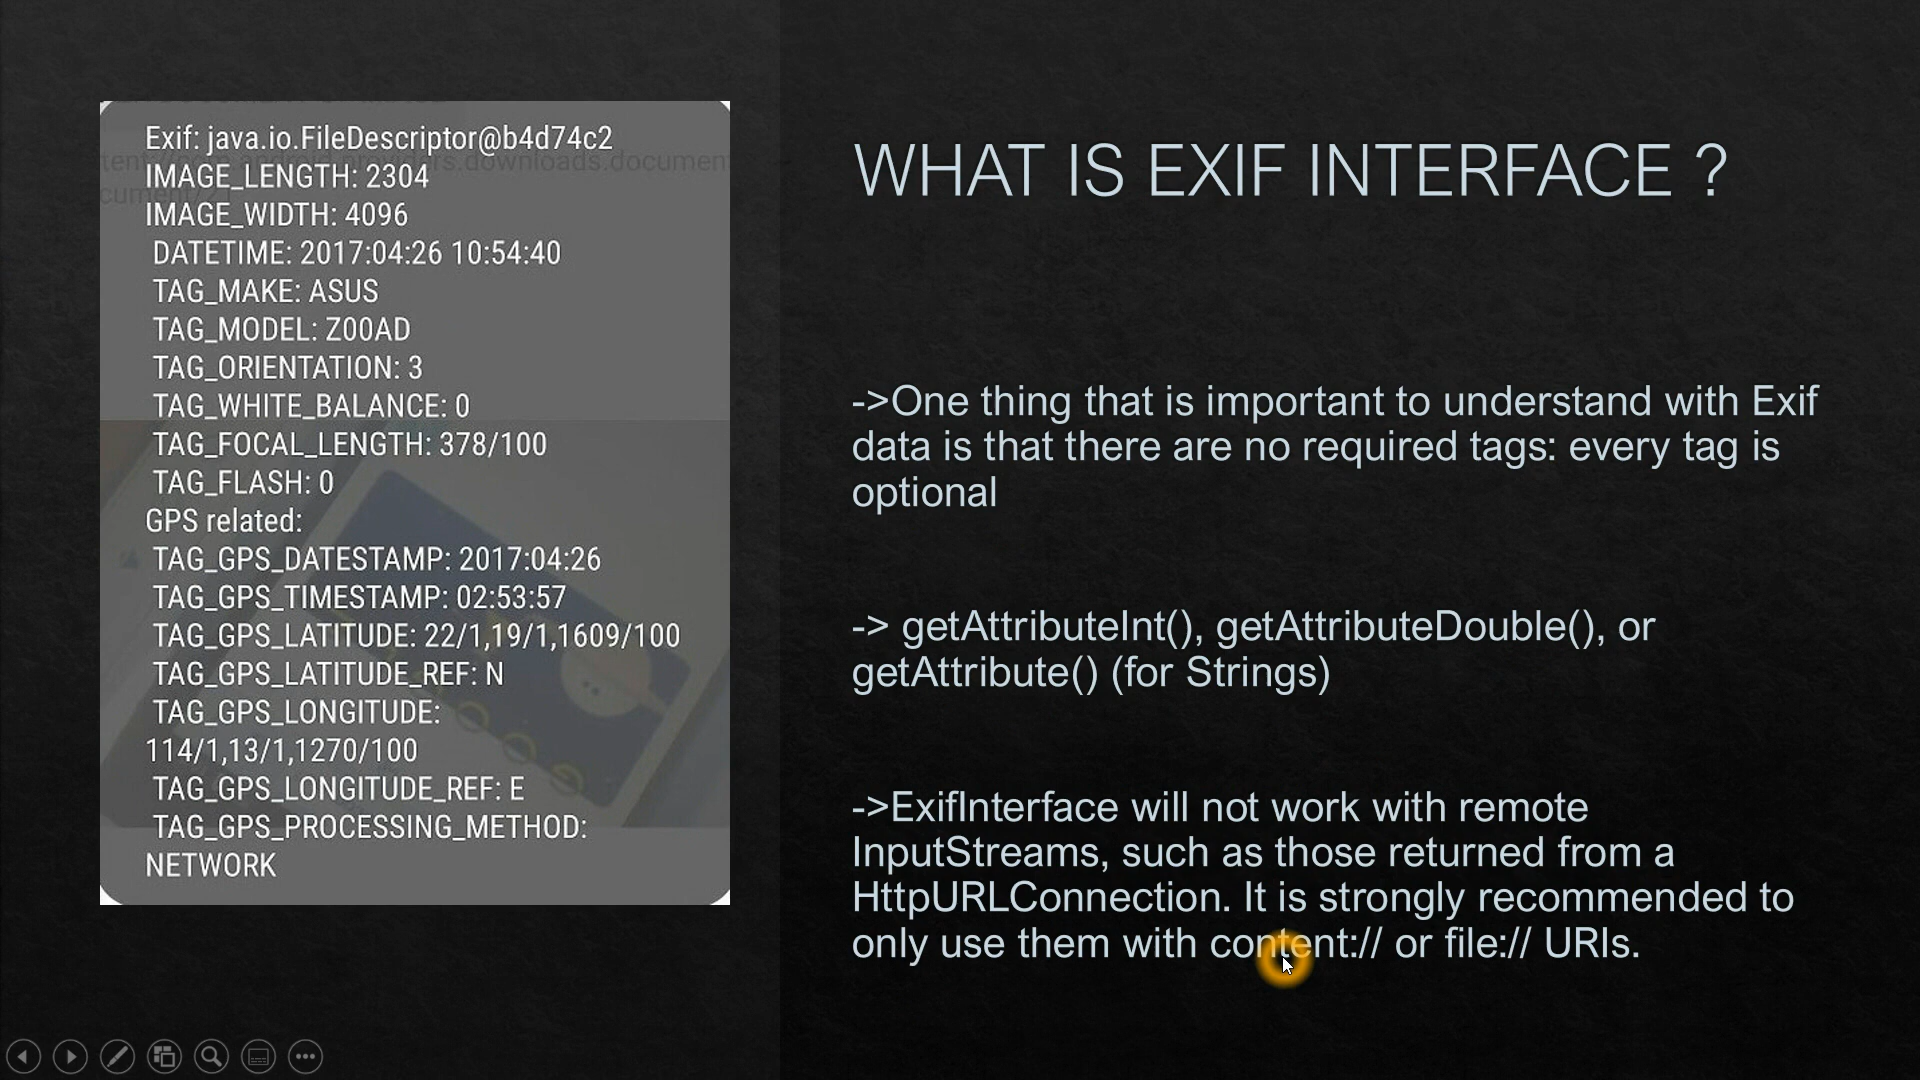 Exif: java.io.FileDescriptor@b4d74c2
IMAGE_LENGTH: 2304
IMAGE_WIDTH: 4096
DATETIME: 2017:04:26 10:54:40
TAG_MAKE: ASUS
TAG_MODEL: Z00AD
TAG_ORIENTATION: 3
TAG_WHITE_BALANCE: 0
TAG_FOCAL_LENGTH: 378/100
TAG_FLASH: 0
GPS related:
TAG_GPS_DATESTAMP: 2017:04:26
TAG_GPS_TIMESTAMP: 02:53:57
TAG_GPS_LATITUDE: 22/1,19/1,1609/100
TAG_GPS_LATITUDE_REF: N
TAG_GPS_LONGITUDE:
114/1,13/1,1270/100
TAG_GPS_LONGITUDE_REF: E
TAG_GPS_PROCESSING_METHOD:
NETWORK
WHAT IS EXIF INTERFACE ?
->One thing that is important to understand with Exif
data is that there are no required tags: every tag is
optional
-> getAttributeInt(), getAttributeDouble(), or
getAttribute() (for Strings)
->ExifInterface will not work with remote
InputStreams, such as those returned from a
HttpURLConnection. It is strongly recommended to
only use them with content:// or file:// URIs.